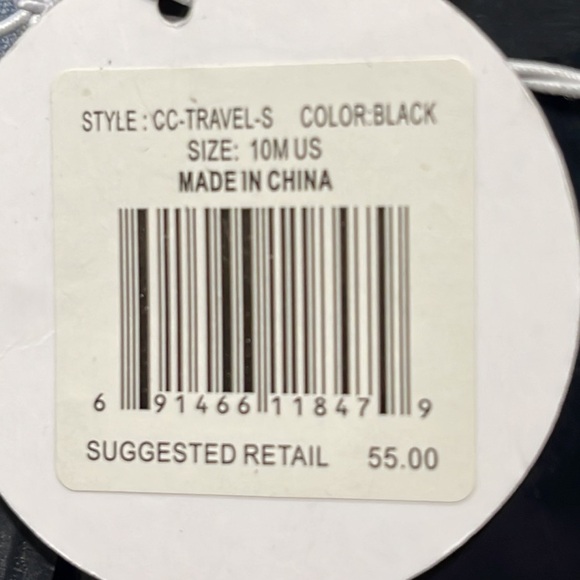 STYLE : CC-TRAVEL-S COLOR:BLACK
SIZE: 10M US
MADE IN CHINA
6 91466 11847 9
SUGGESTED RETAIL 55.00